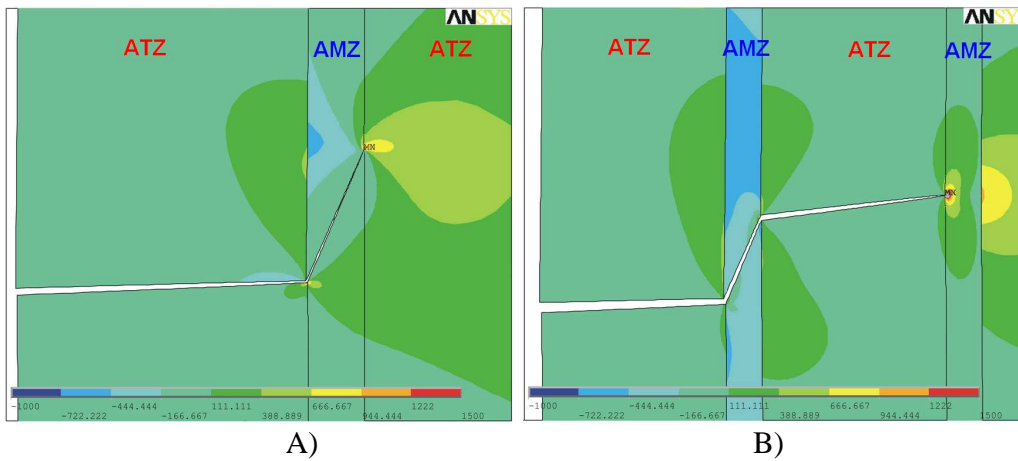 ANSYS
ATZ AMZ ATZ
MN
-1000 -444.444 111.111 666.667 1222
-722.222 -166.667 388.889 944.444 1500
A)
ANSYS
ATZ AMZ ATZ AMZ
-1000 -444.444 111.111 666.667 1222
-722.222 -166.667 388.889 944.444 1500
B)